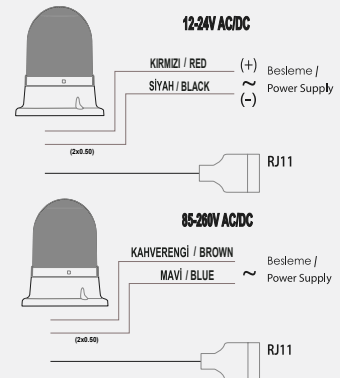 12-24V AC/DC
KIRMIZI / RED (+)
Besleme /
SİYAH / BLACK ~ Power Supply
(-)
(2x0.50)
RJ11
85-260V AC/DC
KAHVERENGİ / BROWN
Besleme /
MAVİ / BLUE ~ Power Supply
(2x0.50)
RJ11